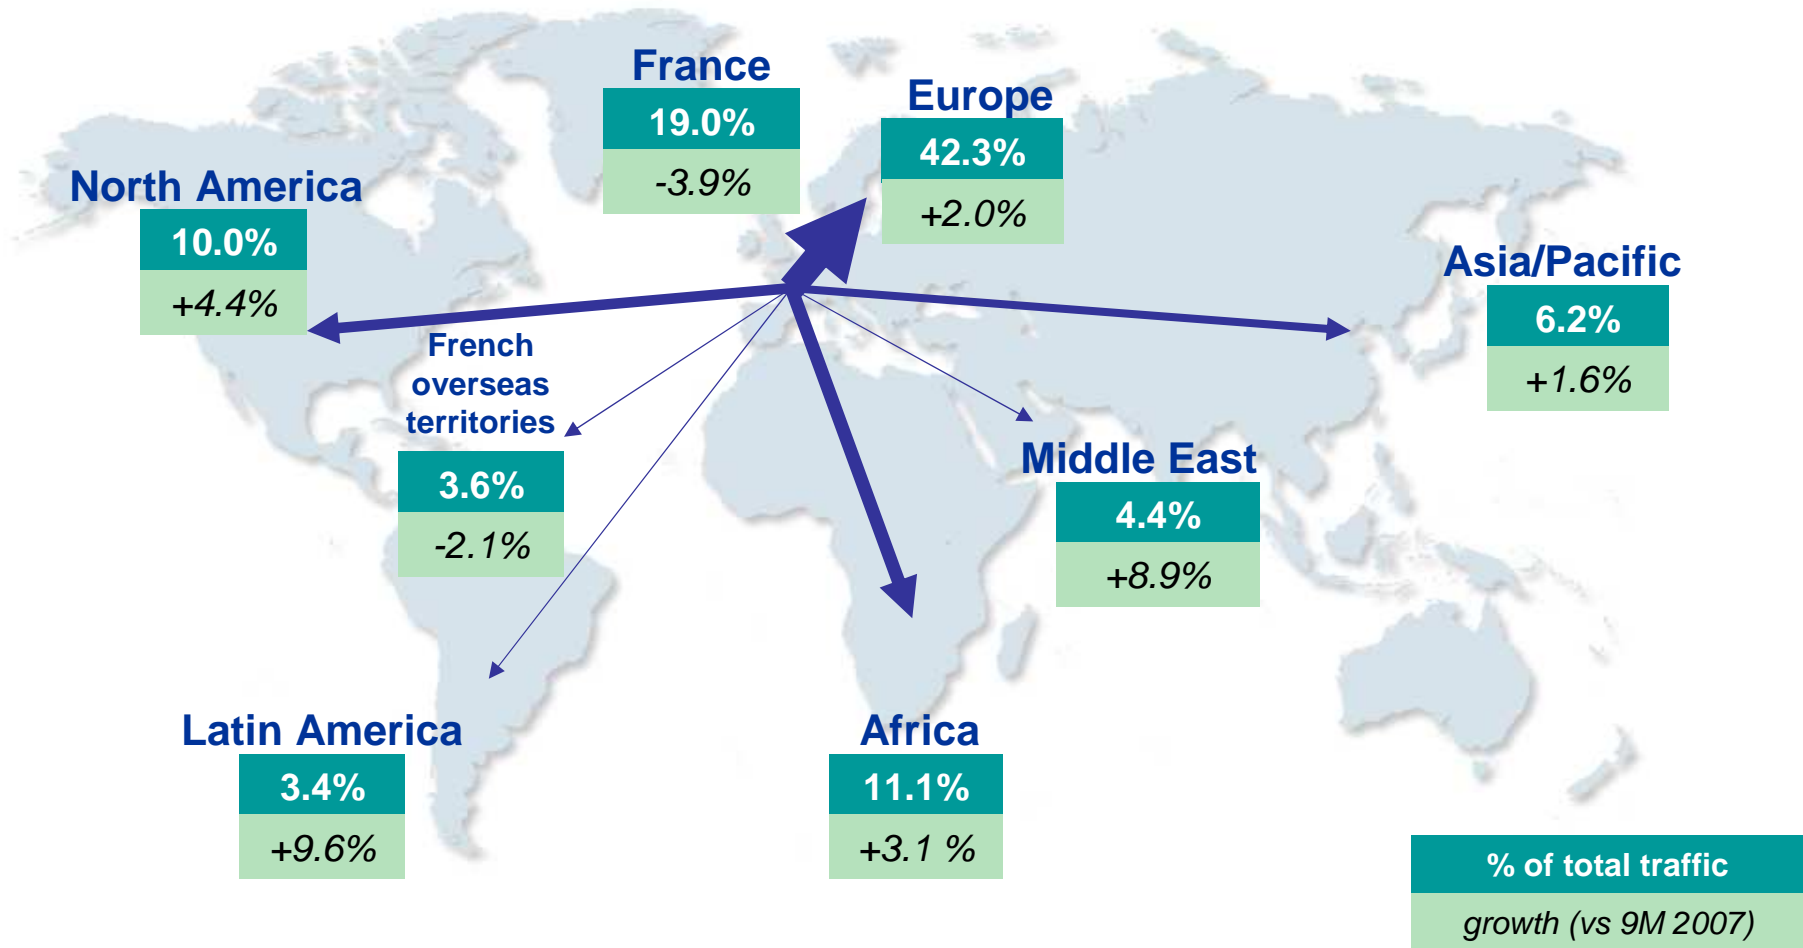 France
19.0%
-3.9%
Europe
42.3%
+2.0%
North America
10.0%
+4.4%
Asia/Pacific
6.2%
+1.6%
French
overseas
territories
3.6%
-2.1%
Middle East
4.4%
+8.9%
Latin America
3.4%
+9.6%
Africa
11.1%
+3.1 %
% of total traffic
growth (vs 9M 2007)